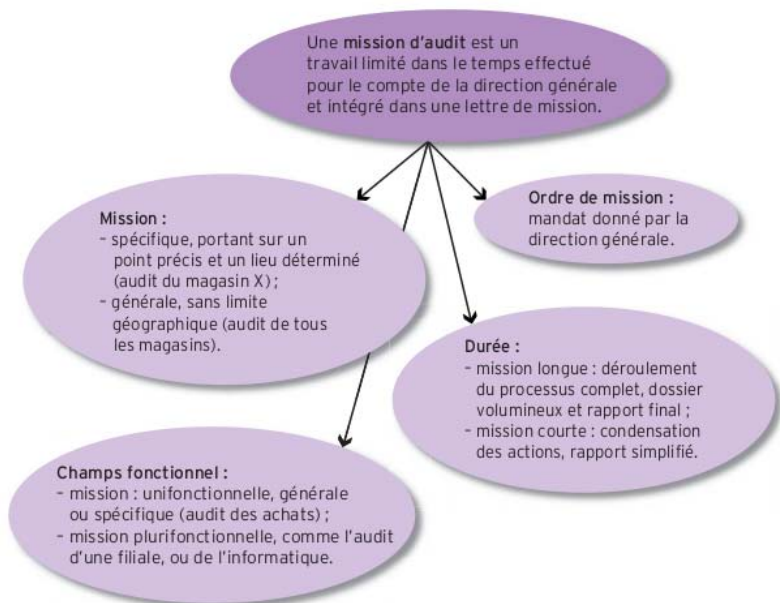 Une mission d'audit est un
travail limité dans le temps effectué
pour le compte de la direction générale
et intégré dans une lettre de mission.
Mission :
– spécifique, portant sur un
point précis et un lieu déterminé
(audit du magasin X) ;
– générale, sans limite
géographique (audit de tous
les magasins).
Ordre de mission :
mandat donné par la
direction générale.
Durée :
– mission longue : déroulement
du processus complet, dossier
volumineux et rapport final ;
– mission courte : condensation
des actions, rapport simplifié.
Champs fonctionnel :
– mission : unifonctionnelle, générale
ou spécifique (audit des achats) ;
– mission plurifonctionnelle, comme l'audit
d'une filiale, ou de l'informatique.